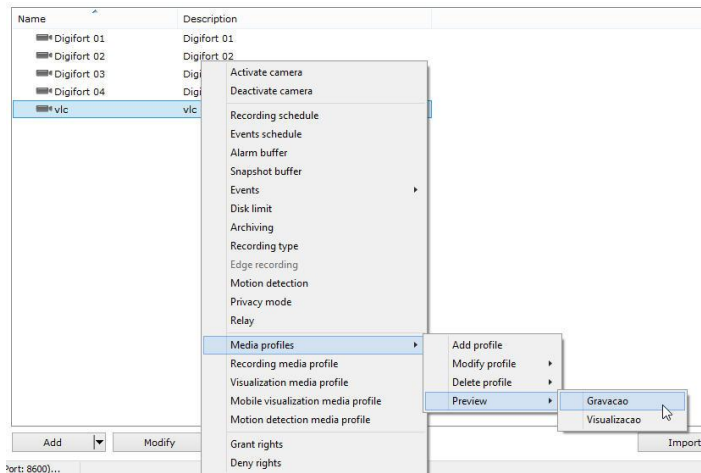 Name Description
Digifort 01 Digifort 01
Digifort 02 Digifort 02
Digifort 03 Digi
Digifort 04 Digi
vlc vlc
Activate camera
Deactivate camera
Recording schedule
Events schedule
Alarm buffer
Snapshot buffer
Events
Disk limit
Archiving
Recording type
Edge recording
Motion detection
Privacy mode
Relay
Media profiles
Recording media profile
Visualization media profile
Mobile visualization media profile
Motion detection media profile
Grant rights
Deny rights
Add profile
Modify profile
Delete profile
Preview
Gravacao
Visualizacao
Add Modify Import
Port: 8600)...